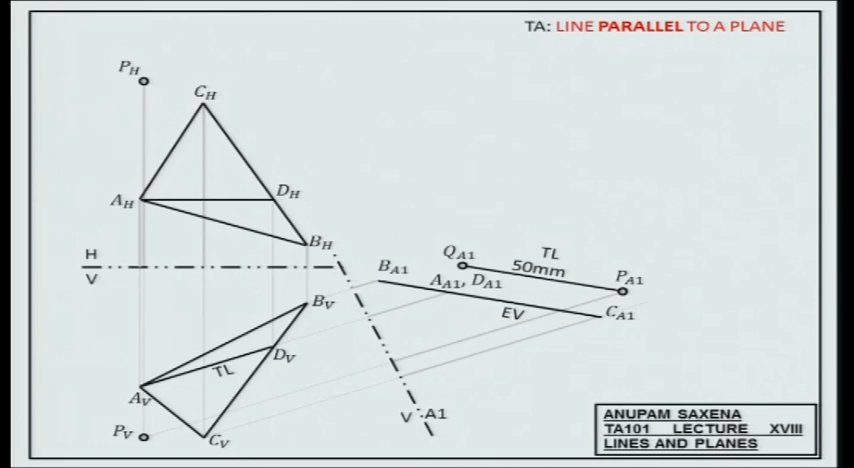 TA: LINE PARALLEL TO A PLANE
P_H
C_H
A_H
D_H
B_H
H
V
B_A1
Q_A1
TL
50mm
A_A1, D_A1
P_A1
EV
C_A1
B_V
D_V
TL
A_V
P_V
C_V
V A1
ANUPAM SAXENA
TA101 LECTURE XVIII
LINES AND PLANES